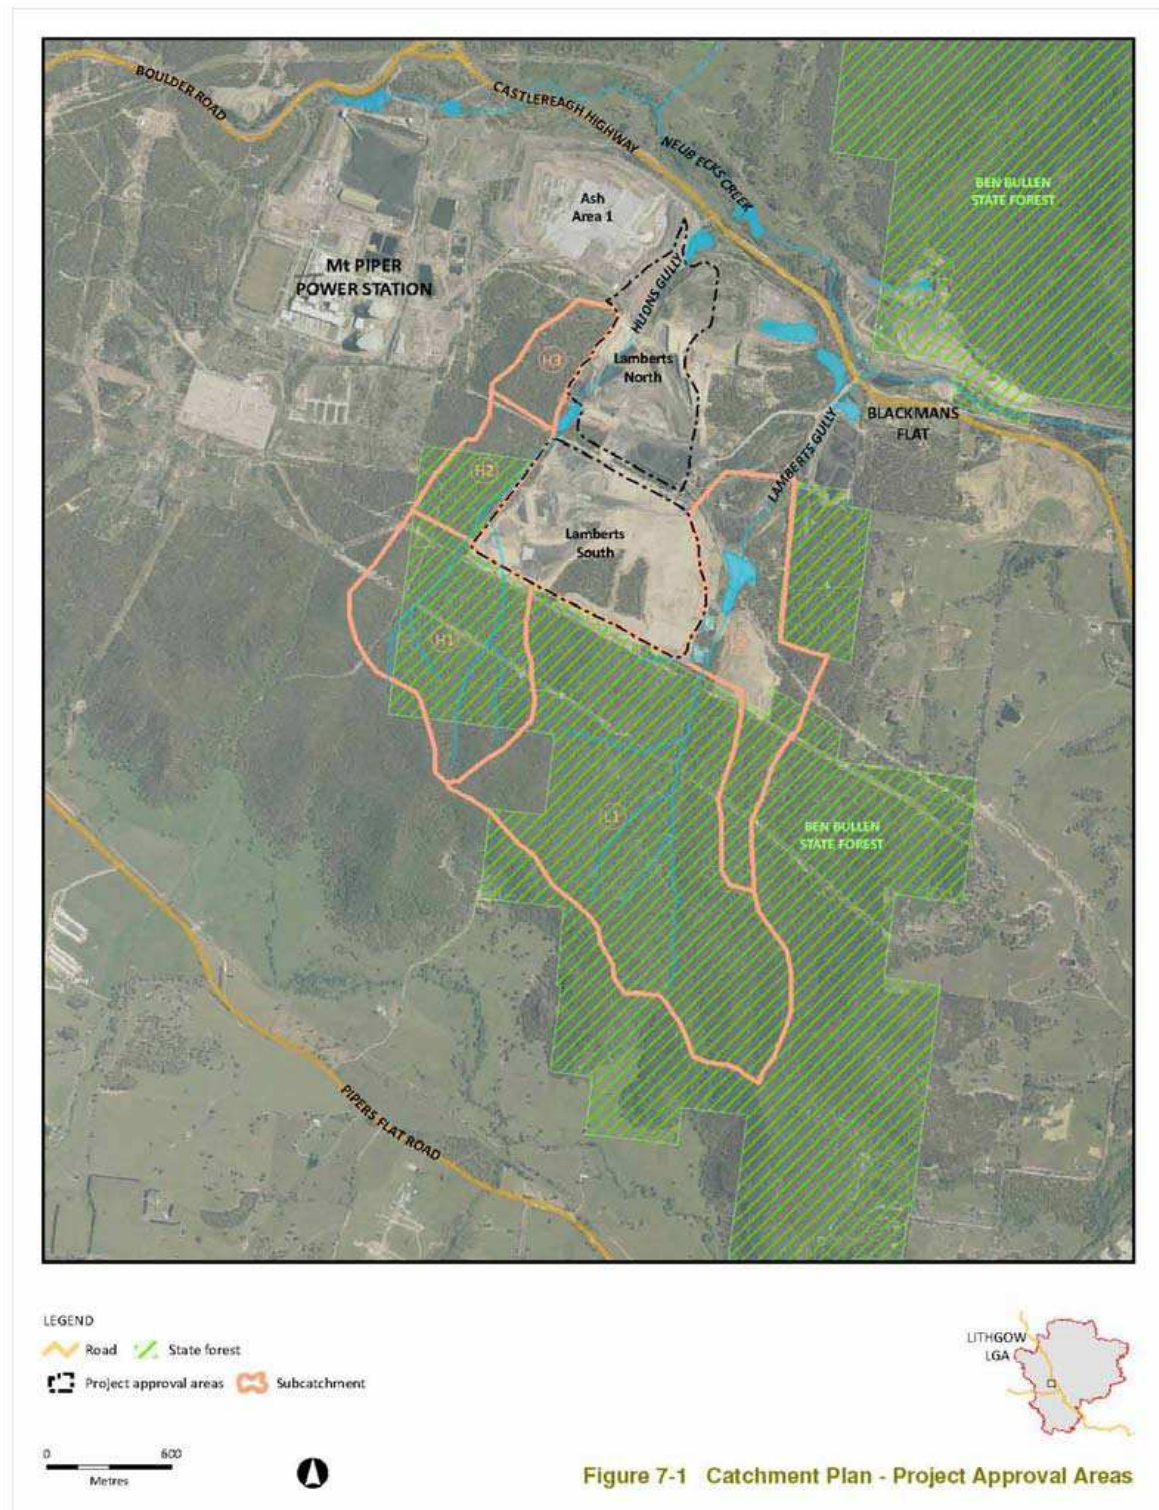 BOULDER ROAD
CASTLEREAGH HIGHWAY
NEUB ECKS CREEK
BEN BULLEN
STATE FOREST
Ash
Area 1
Mt PIPER
POWER STATION
HUONS GULLY
H3
Lamberts
North
LAMBERTS GULLY
BLACKMANS
FLAT
H2
Lamberts
South
H1
L1
BEN BULLEN
STATE FOREST
PIPERS FLAT ROAD
LEGEND
Road
State forest
Project approval areas
Subcatchment
LITHGOW
LGA
0
600
Metres
Figure 7-1 Catchment Plan - Project Approval Areas